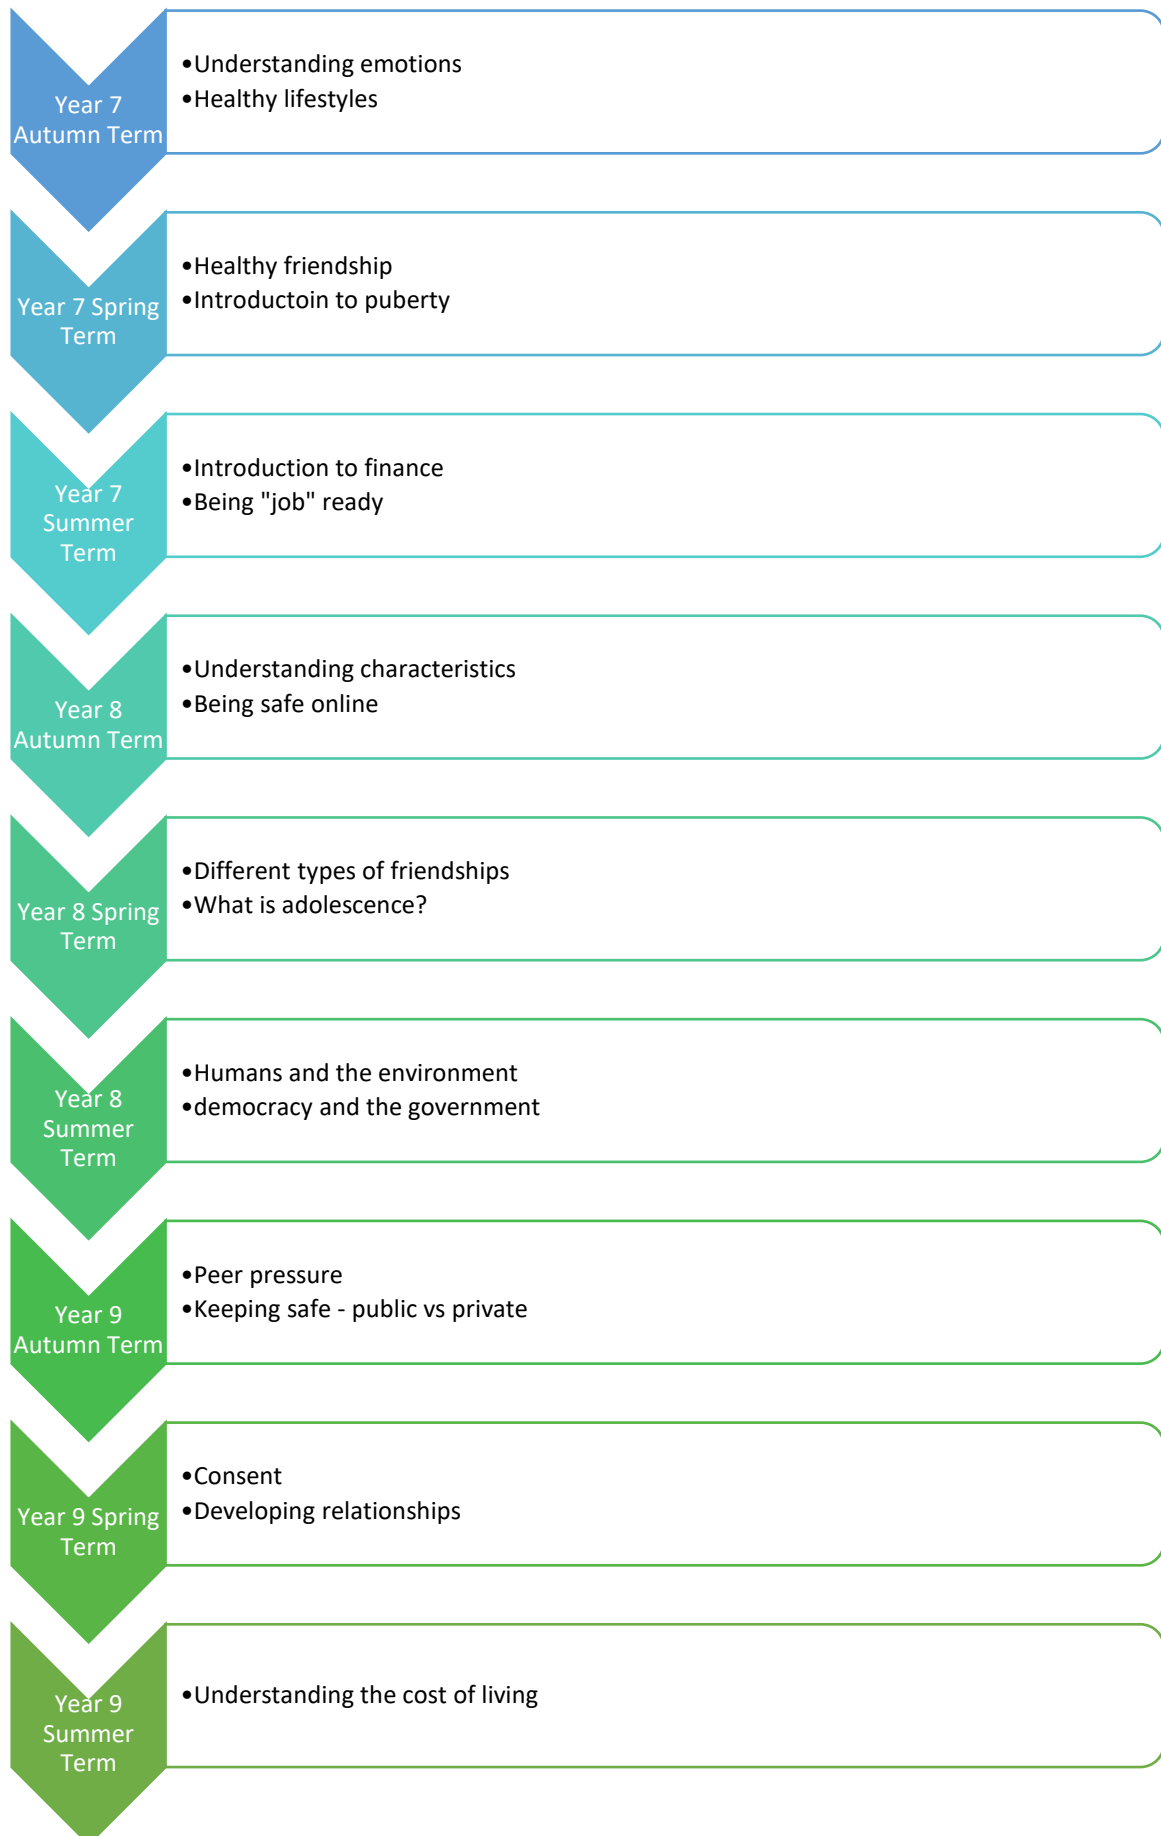 Year 7
Autumn Term
•Understanding emotions
•Healthy lifestyles
Year 7 Spring
Term
•Healthy friendship
•Introductoin to puberty
Year 7
Summer
Term
•Introduction to finance
•Being "job" ready
Year 8
Autumn Term
•Understanding characteristics
•Being safe online
Year 8 Spring
Term
•Different types of friendships
•What is adolescence?
Year 8
Summer
Term
•Humans and the environment
•democracy and the government
Year 9
Autumn Term
•Peer pressure
•Keeping safe - public vs private
Year 9 Spring
Term
•Consent
•Developing relationships
Year 9
Summer
Term
•Understanding the cost of living